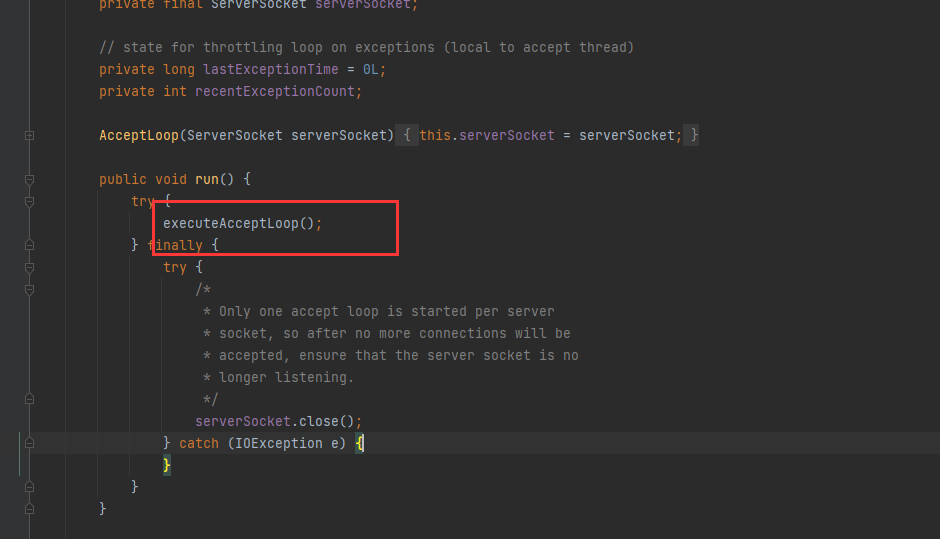 private final ServerSocket serverSocket;
// state for throttling loop on exceptions (local to accept thread)
private long lastExceptionTime = 0L;
private int recentExceptionCount;
AcceptLoop(ServerSocket serverSocket) { this.serverSocket = serverSocket; }
public void run() {
try {
executeAcceptLoop();
} finally {
try {
/*
* Only one accept loop is started per server
* socket, so after no more connections will be
* accepted, ensure that the server socket is no
* longer listening.
*/
serverSocket.close();
} catch (IOException e) {
}
}
}